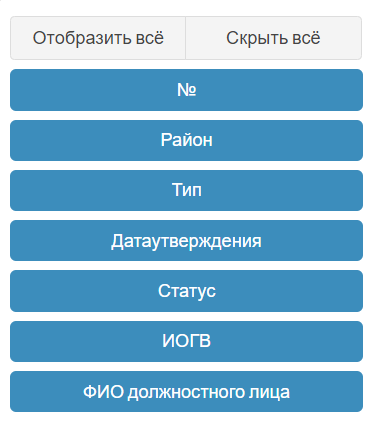 Отобразить всё Скрыть всё
№
Район
Тип
Датаутверждения
Статус
ИОГВ
ФИО должностного лица